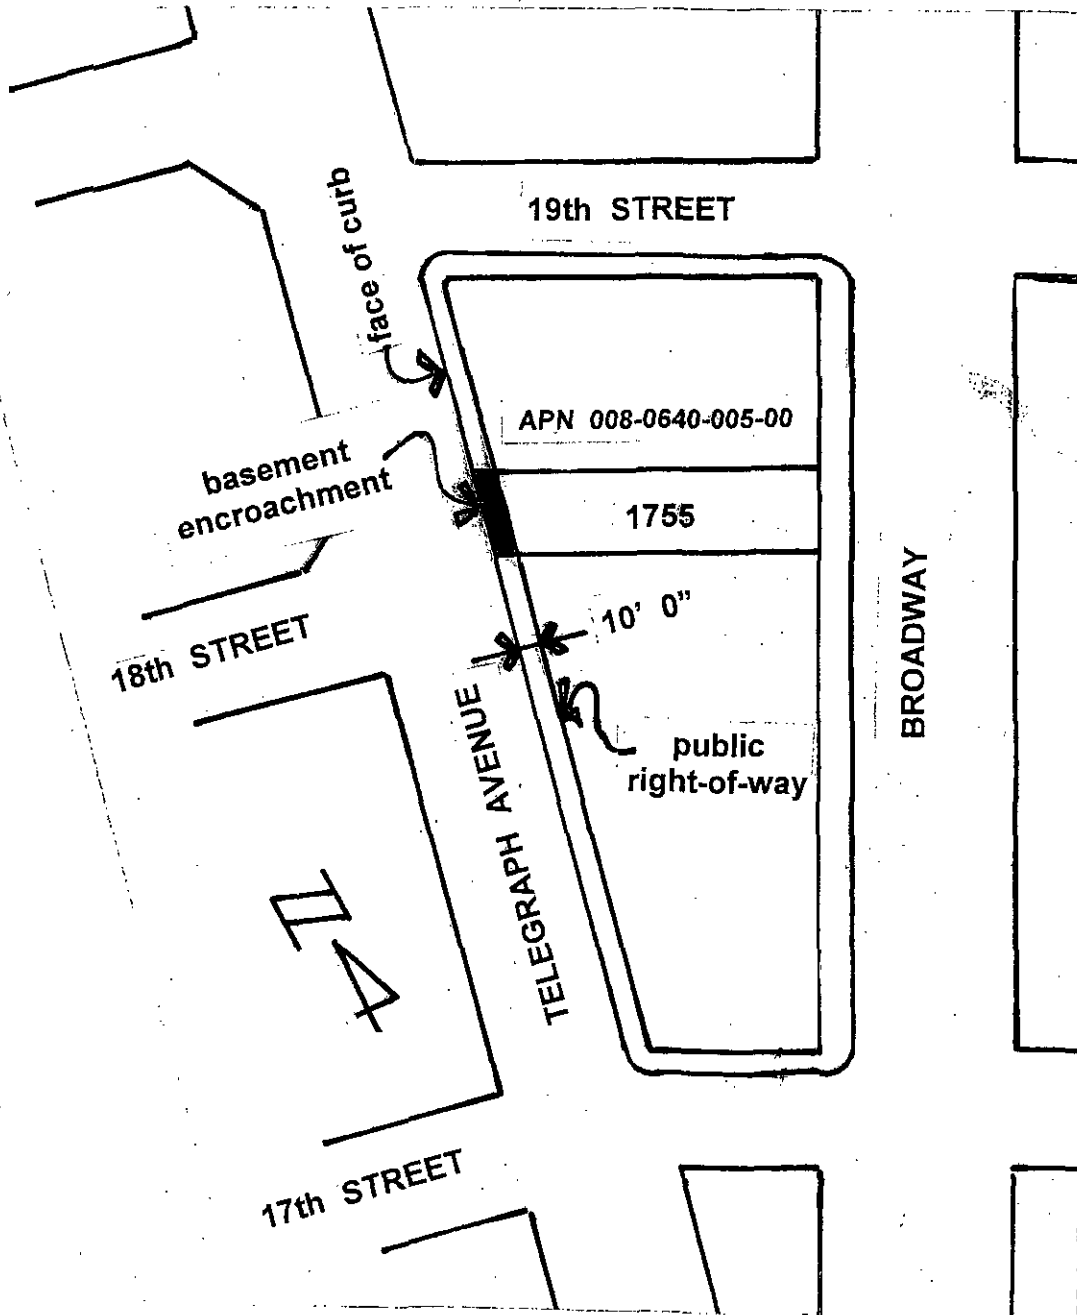 19th STREET
face of curb
APN 008-0640-005-00
basement
encroachment
1755
10' 0”
18th STREET
BROADWAY
public
right-of-way
TELEGRAPH AVENUE
17th STREET